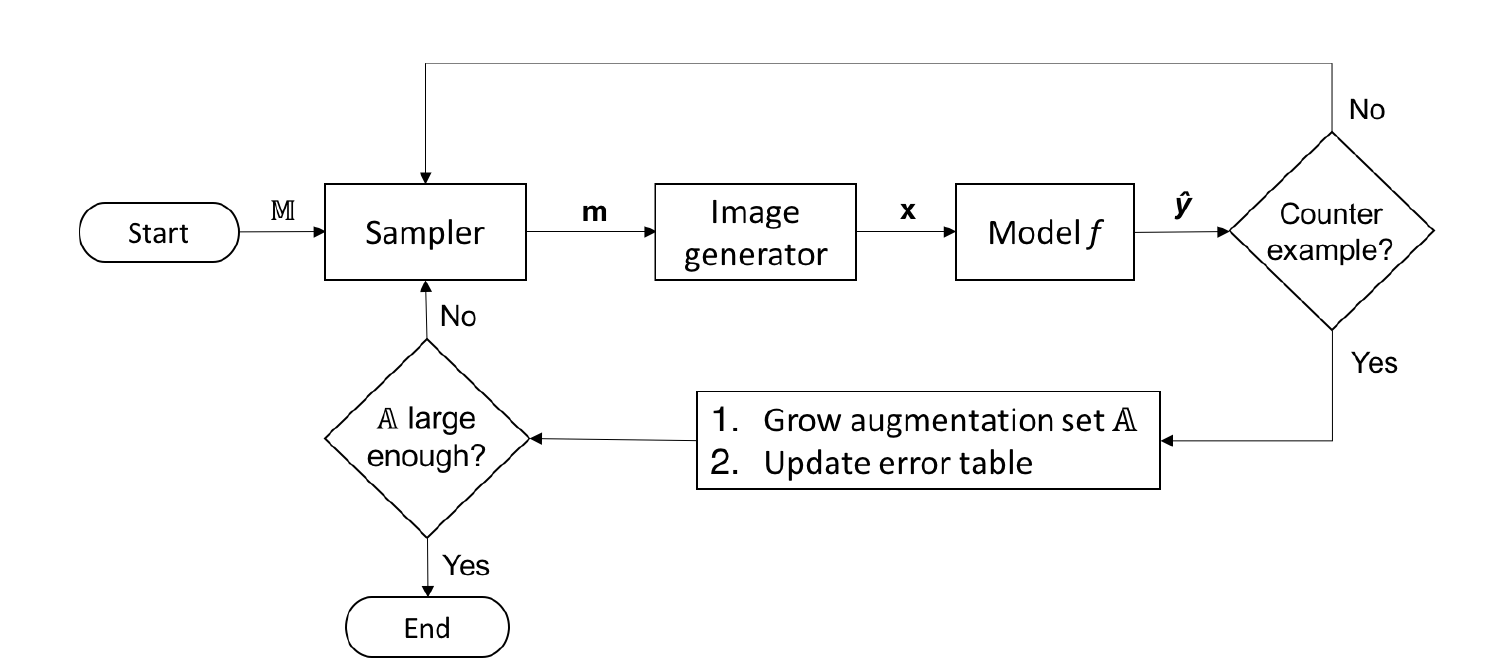 No
Start
𝕄
Sampler
m
Image
generator
x
Model f
ŷ
Counter
example?
No
Yes
𝔸 large
enough?
1. Grow augmentation set 𝔸
2. Update error table
Yes
End